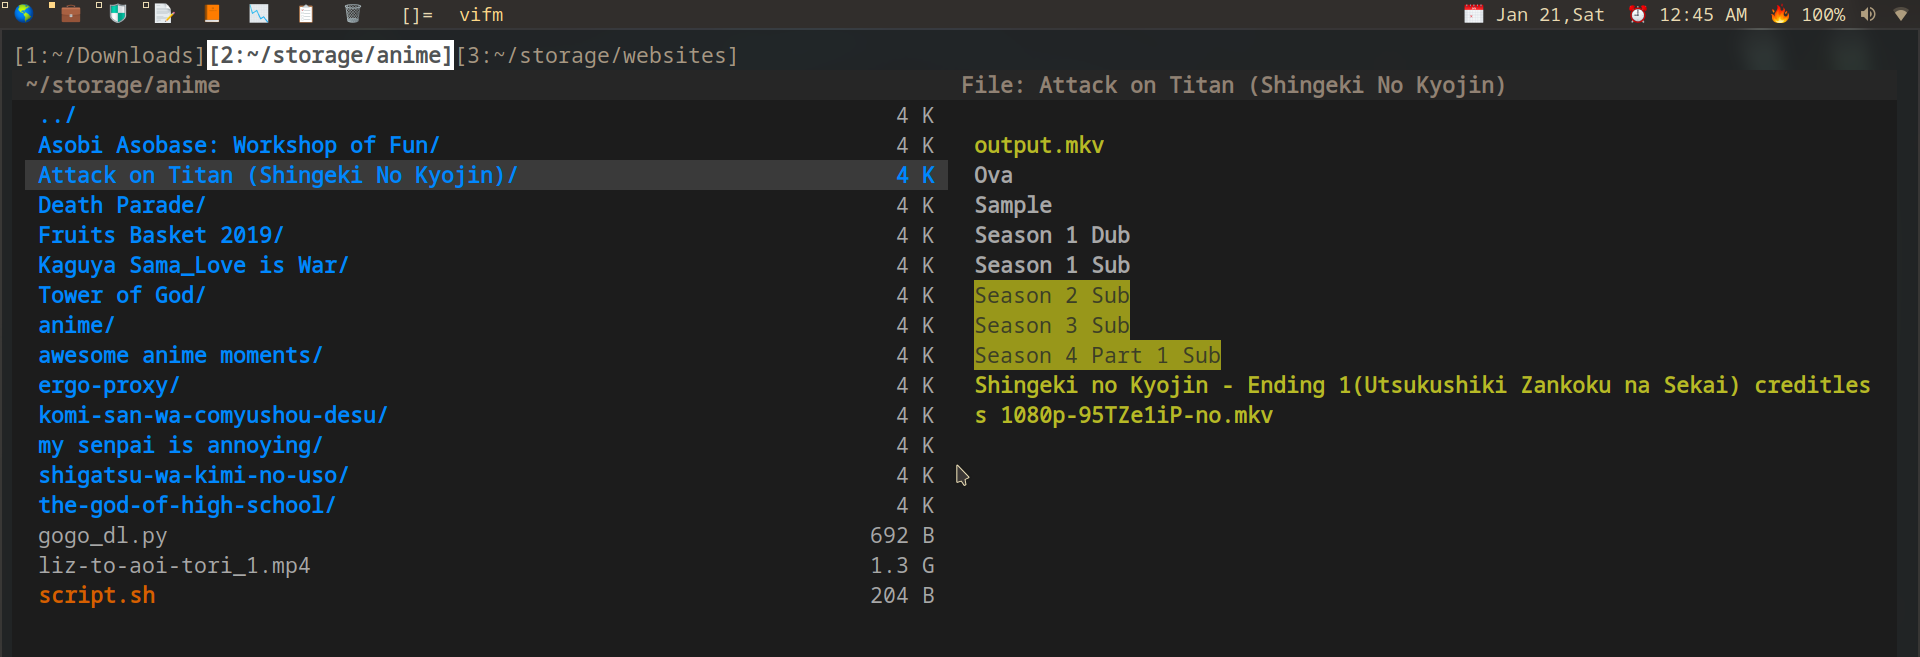 []= vifm Jan 21,Sat 12:45 AM 100%
[1:~/Downloads][2:~/storage/anime][3:~/storage/websites]
~/storage/anime File: Attack on Titan (Shingeki No Kyojin)
../ 4 K
Asobi Asobase: Workshop of Fun/ 4 K output.mkv
Attack on Titan (Shingeki No Kyojin)/ 4 K Ova
Death Parade/ 4 K Sample
Fruits Basket 2019/ 4 K Season 1 Dub
Kaguya Sama_Love is War/ 4 K Season 1 Sub
Tower of God/ 4 K Season 2 Sub
anime/ 4 K Season 3 Sub
awesome anime moments/ 4 K Season 4 Part 1 Sub
ergo-proxy/ 4 K Shingeki no Kyojin - Ending 1(Utsukushiki Zankoku na Sekai) creditles
komi-san-wa-comyushou-desu/ 4 K s 1080p-95TZe1iP-no.mkv
my senpai is annoying/ 4 K
shigatsu-wa-kimi-no-uso/ 4 K
the-god-of-high-school/ 4 K
gogo_dl.py 692 B
liz-to-aoi-tori_1.mp4 1.3 G
script.sh 204 B